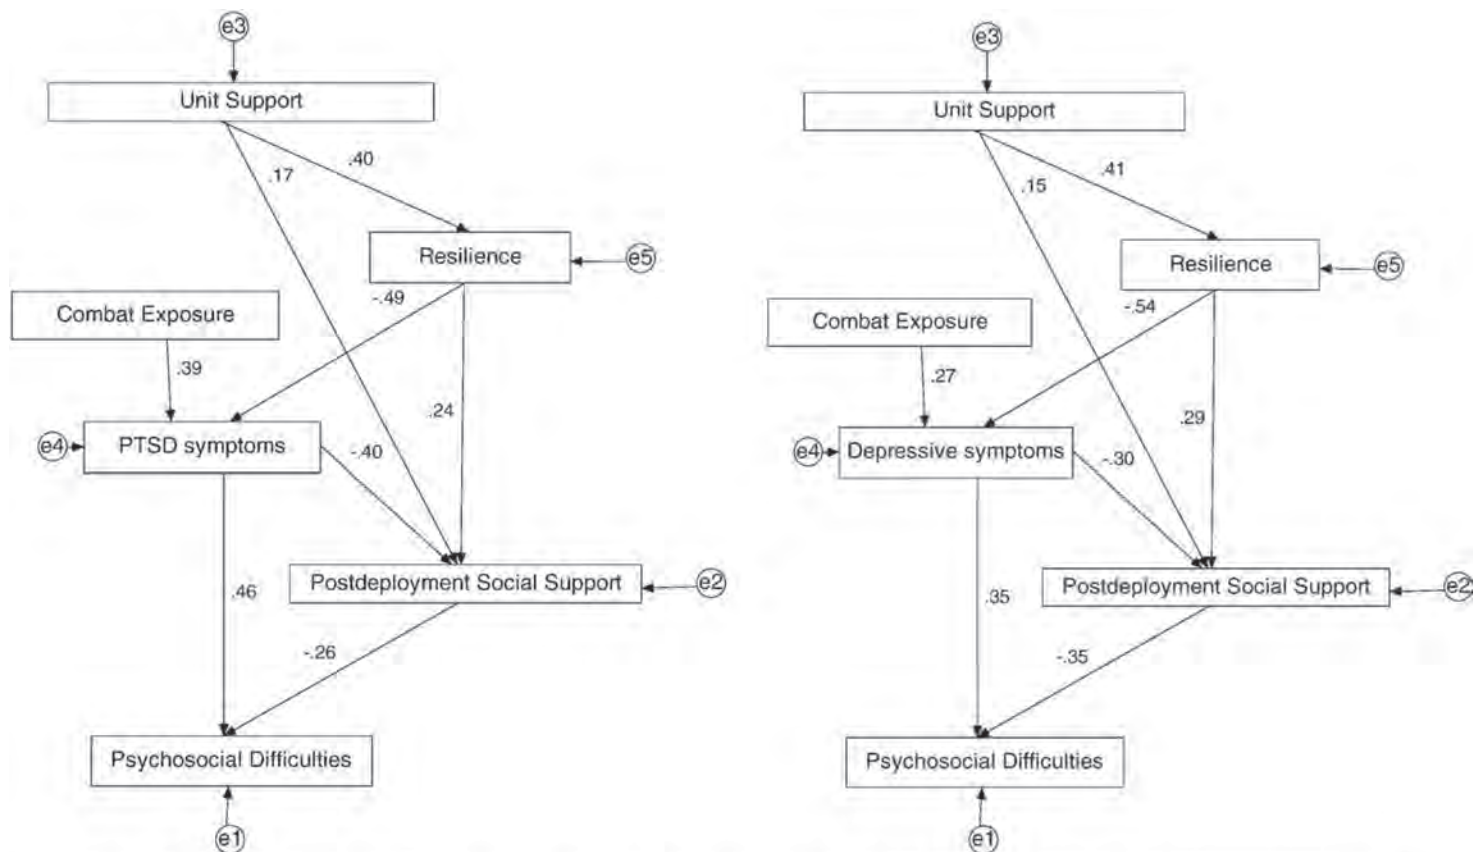 e3
Unit Support
.40
.17
Resilience
e5
-.49
Combat Exposure
.39
.24
PTSD symptoms
e4
-.40
.46
Postdeployment Social Support
e2
-.26
Psychosocial Difficulties
e1
e3
Unit Support
.41
.15
Resilience
e5
-.54
Combat Exposure
.27
.29
Depressive symptoms
e4
-.30
.35
Postdeployment Social Support
e2
-.35
Psychosocial Difficulties
e1